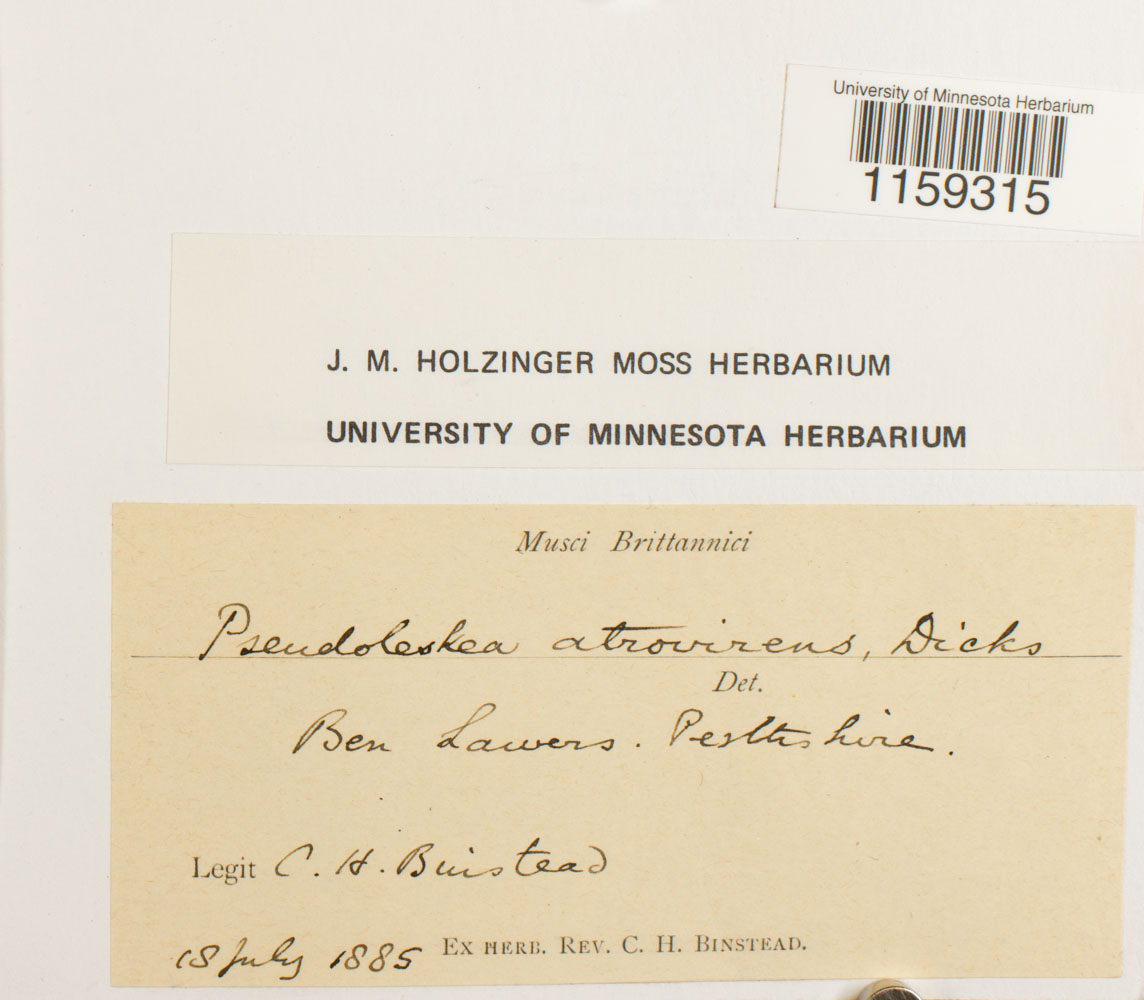 University of Minnesota Herbarium
1159315
J. M. HOLZINGER MOSS HERBARIUM
UNIVERSITY OF MINNESOTA HERBARIUM
Musci Brittannici
Pseudoleskea atrovirens, Dicks
Det.
Ben Lawers. Perthshire.
Legit C. H. Binstead
18 July 1885 EX HERB. REV. C. H. BINSTEAD.